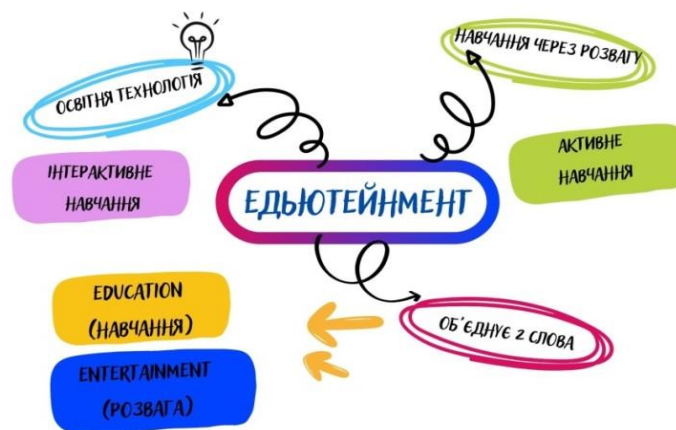 НАВЧАННЯ ЧЕРЕЗ РОЗВАГУ
ОСВІТНЯ ТЕХНОЛОГІЯ
АКТИВНЕ
НАВЧАННЯ
ІНТЕРАКТИВНЕ
НАВЧАННЯ
ЕДЬЮТЕЙНМЕНТ
EDUCATION
(НАВЧАННЯ)
ОБ'ЄДНУЄ 2 СЛОВА
ENTERTAINMENT
(РОЗВАГА)